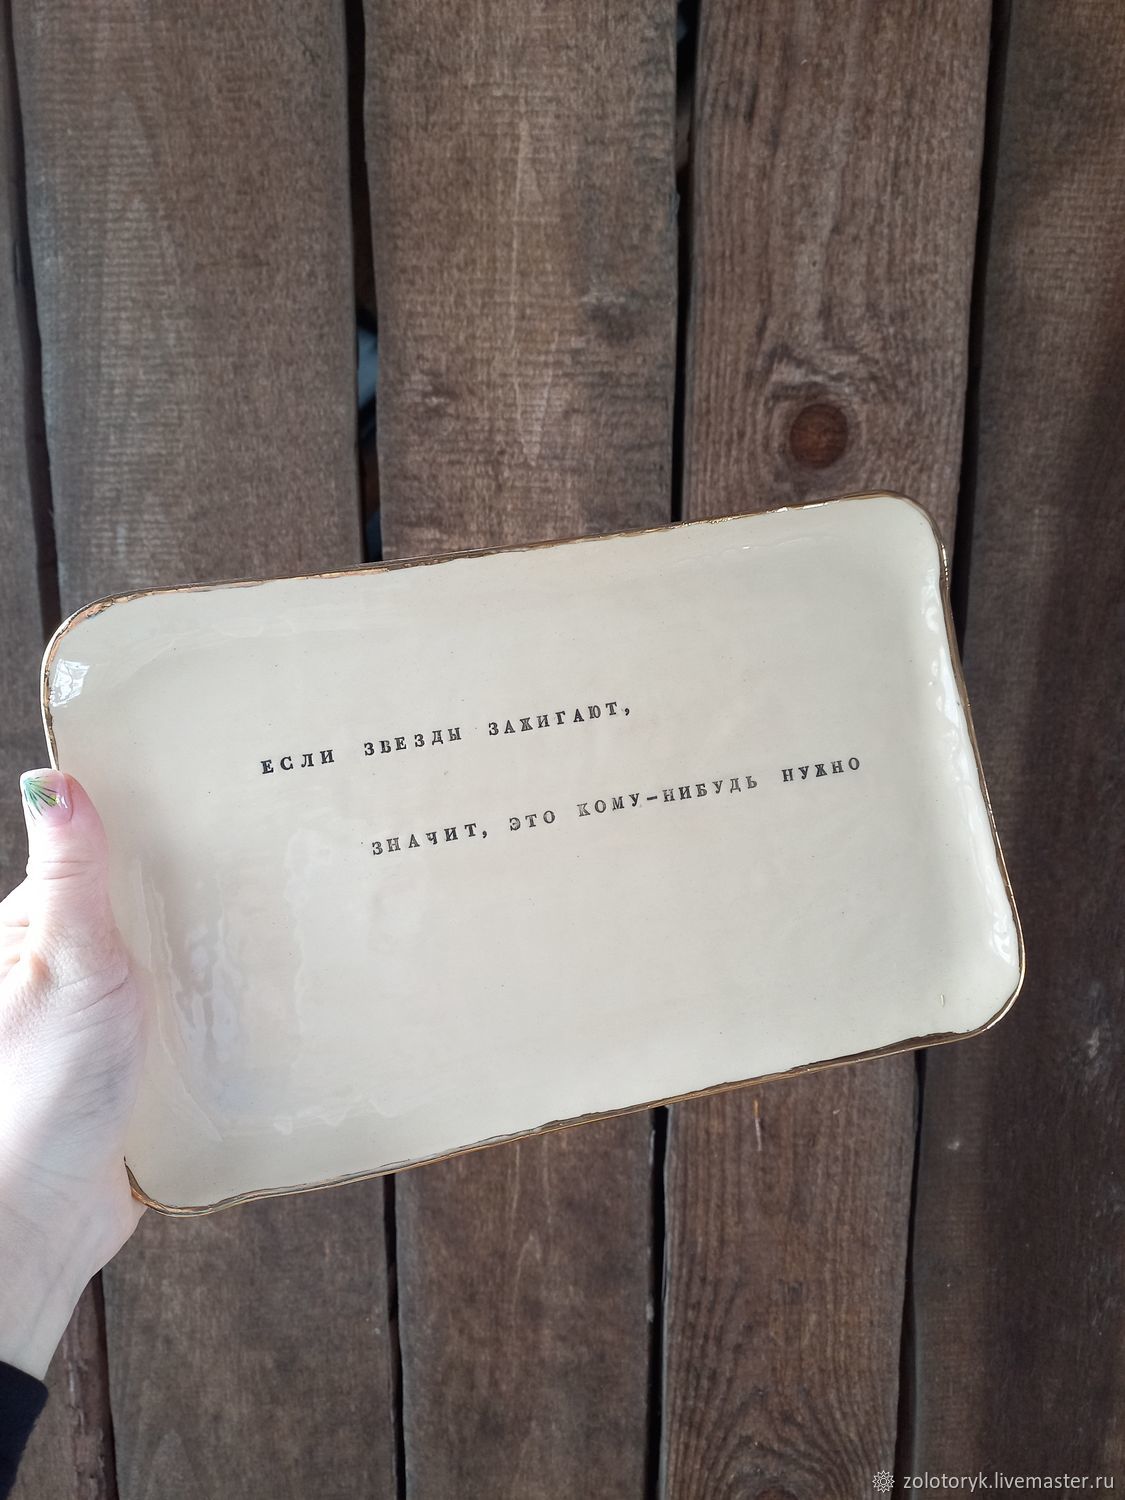 ЕСЛИ ЗВЕЗДЫ ЗАЖИГАЮТ,
ЗНАЧИТ, ЭТО КОМУ-НИБУДЬ НУЖНО
zolotoryk.livemaster.ru